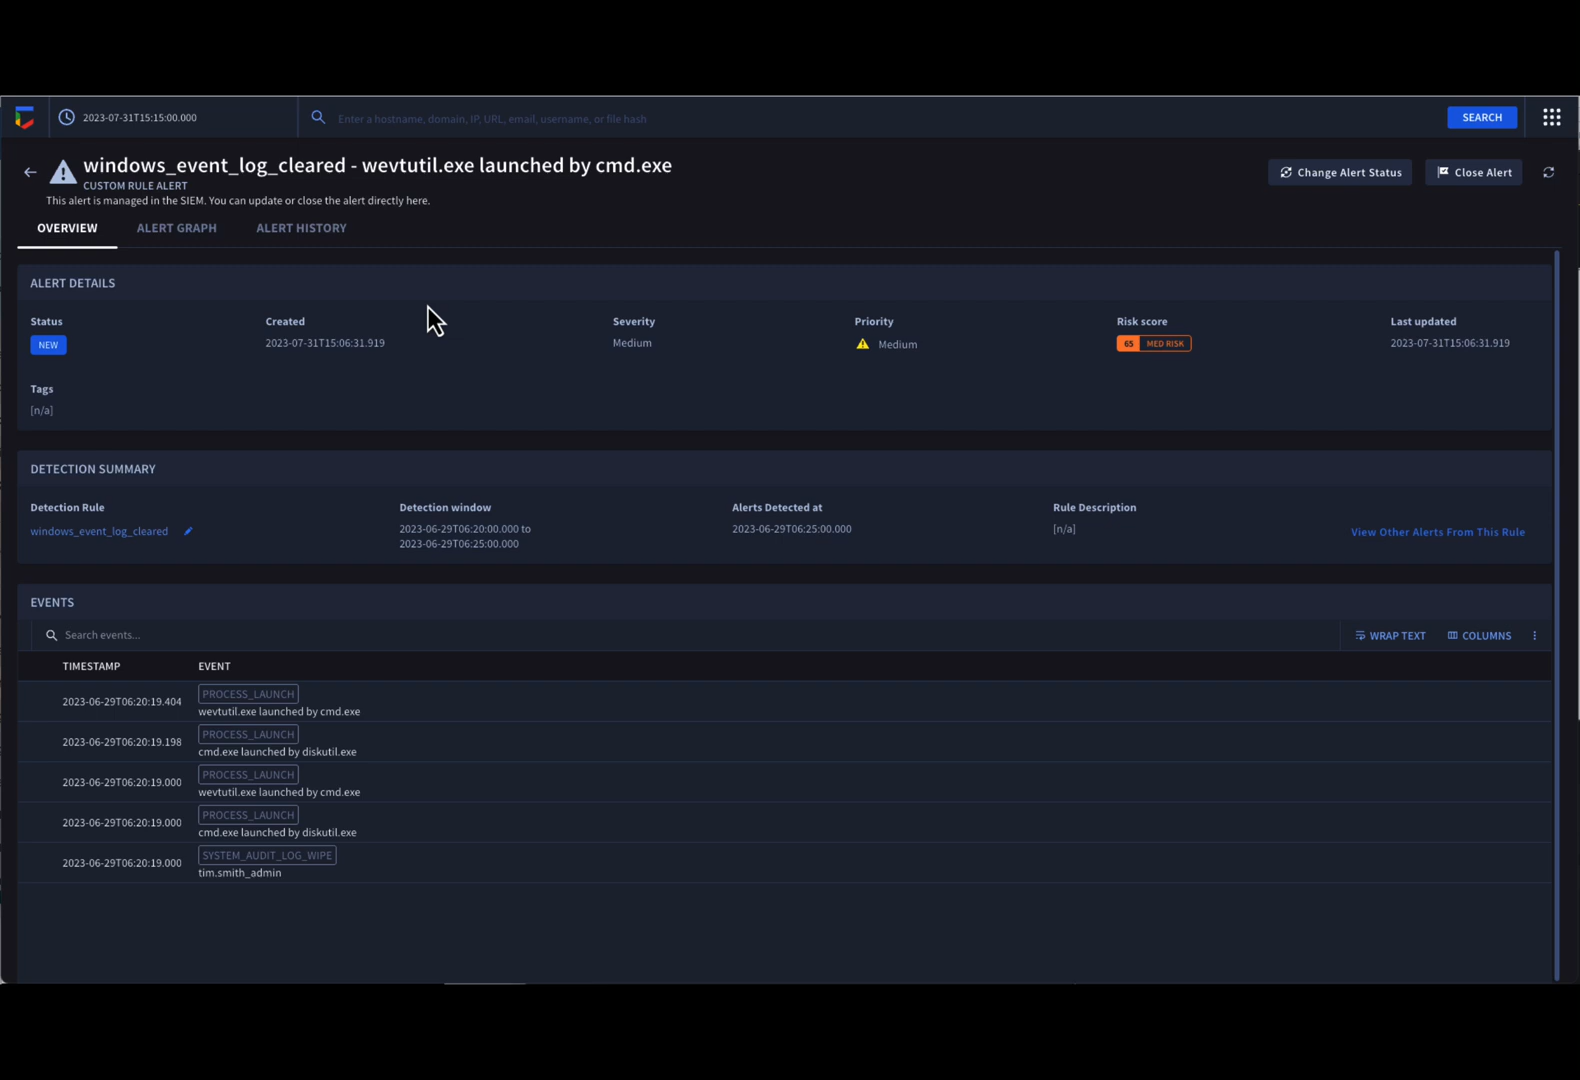 2023-07-31T15:15:00.000
Enter a hostname, domain, IP, URL, email, username, or file hash
SEARCH
windows_event_log_cleared - wevtutil.exe launched by cmd.exe
CUSTOM RULE ALERT
This alert is managed in the SIEM. You can update or close the alert directly here.
Change Alert Status
Close Alert
OVERVIEW ALERT GRAPH ALERT HISTORY
ALERT DETAILS
Status Created Severity Priority Risk score Last updated
NEW 2023-07-31T15:06:31.919 Medium Medium 65 MED RISK 2023-07-31T15:06:31.919
Tags
[n/a]
DETECTION SUMMARY
Detection Rule Detection window Alerts Detected at Rule Description
windows_event_log_cleared 2023-06-29T06:20:00.000 to 2023-06-29T06:25:00.000 [n/a] View Other Alerts From This Rule
2023-06-29T06:25:00.000
EVENTS
Search events...
WRAP TEXT COLUMNS
TIMESTAMP EVENT
2023-06-29T06:20:19.404 PROCESS_LAUNCH
wevtutil.exe launched by cmd.exe
2023-06-29T06:20:19.198 PROCESS_LAUNCH
cmd.exe launched by diskutil.exe
2023-06-29T06:20:19.000 PROCESS_LAUNCH
wevtutil.exe launched by cmd.exe
2023-06-29T06:20:19.000 PROCESS_LAUNCH
cmd.exe launched by diskutil.exe
2023-06-29T06:20:19.000 SYSTEM_AUDIT_LOG_WIPE
tim.smith_admin